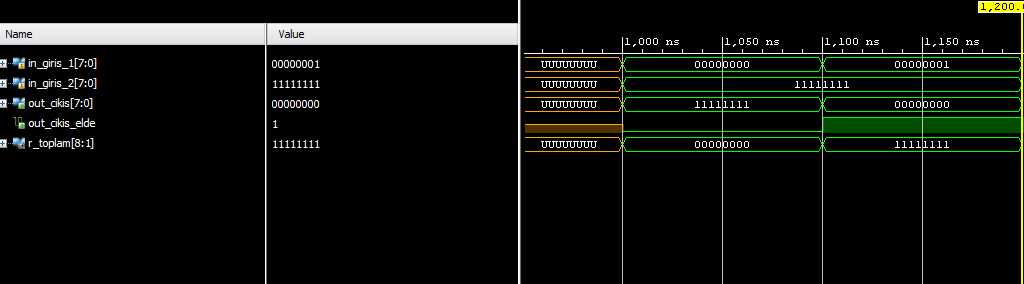 1,200.
Name Value
1,000 ns 1,050 ns 1,100 ns 1,150 ns
in_giris_1[7:0] 00000001 UUUUUUUU 00000000 00000001
in_giris_2[7:0] 11111111 UUUUUUUU 11111111
out_cikis[7:0] 00000000 UUUUUUUU 11111111 00000000
out_cikis_elde 1
r_toplam[8:1] 11111111 UUUUUUUU 00000000 11111111